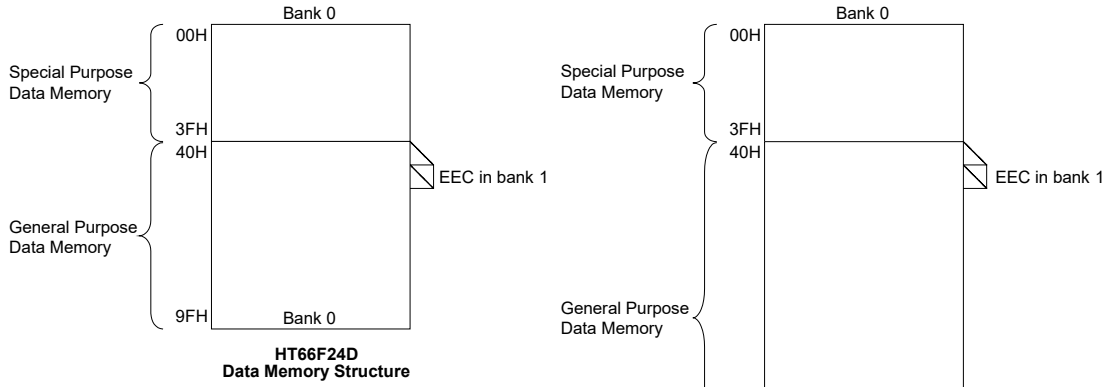 Bank 0
00H
Special Purpose
Data Memory
3FH
40H
EEC in bank 1
General Purpose
Data Memory
9FH
Bank 0
HT66F24D
Data Memory Structure
Bank 0
00H
Special Purpose
Data Memory
3FH
40H
EEC in bank 1
General Purpose
Data Memory